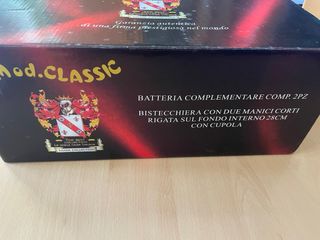 Garanzia autentica
di una firma prestigiosa nel mondo
Mod.CLASSIC
BATTERIA COMPLEMENTARE COMP. 2PZ
BISTECCHIERA CON DUE MANICI CORTI
RIGATA SUL FONDO INTERNO 28CM
CON CUPOLA